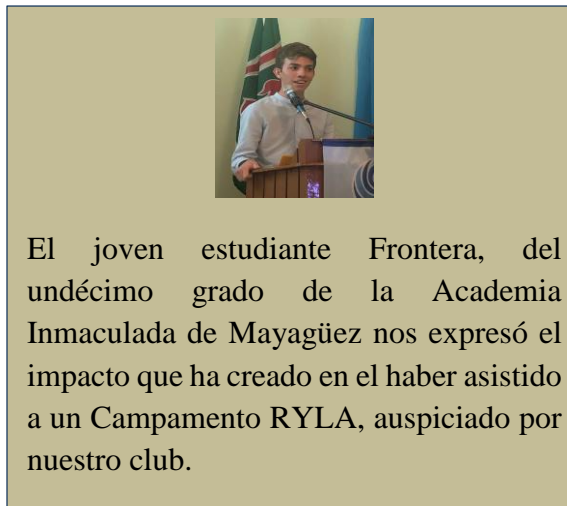 El joven estudiante Frontera, del
undécimo grado de la Academia
Inmaculada de Mayagüez nos expresó el
impacto que ha creado en el haber asistido
a un Campamento RYLA, auspiciado por
nuestro club.